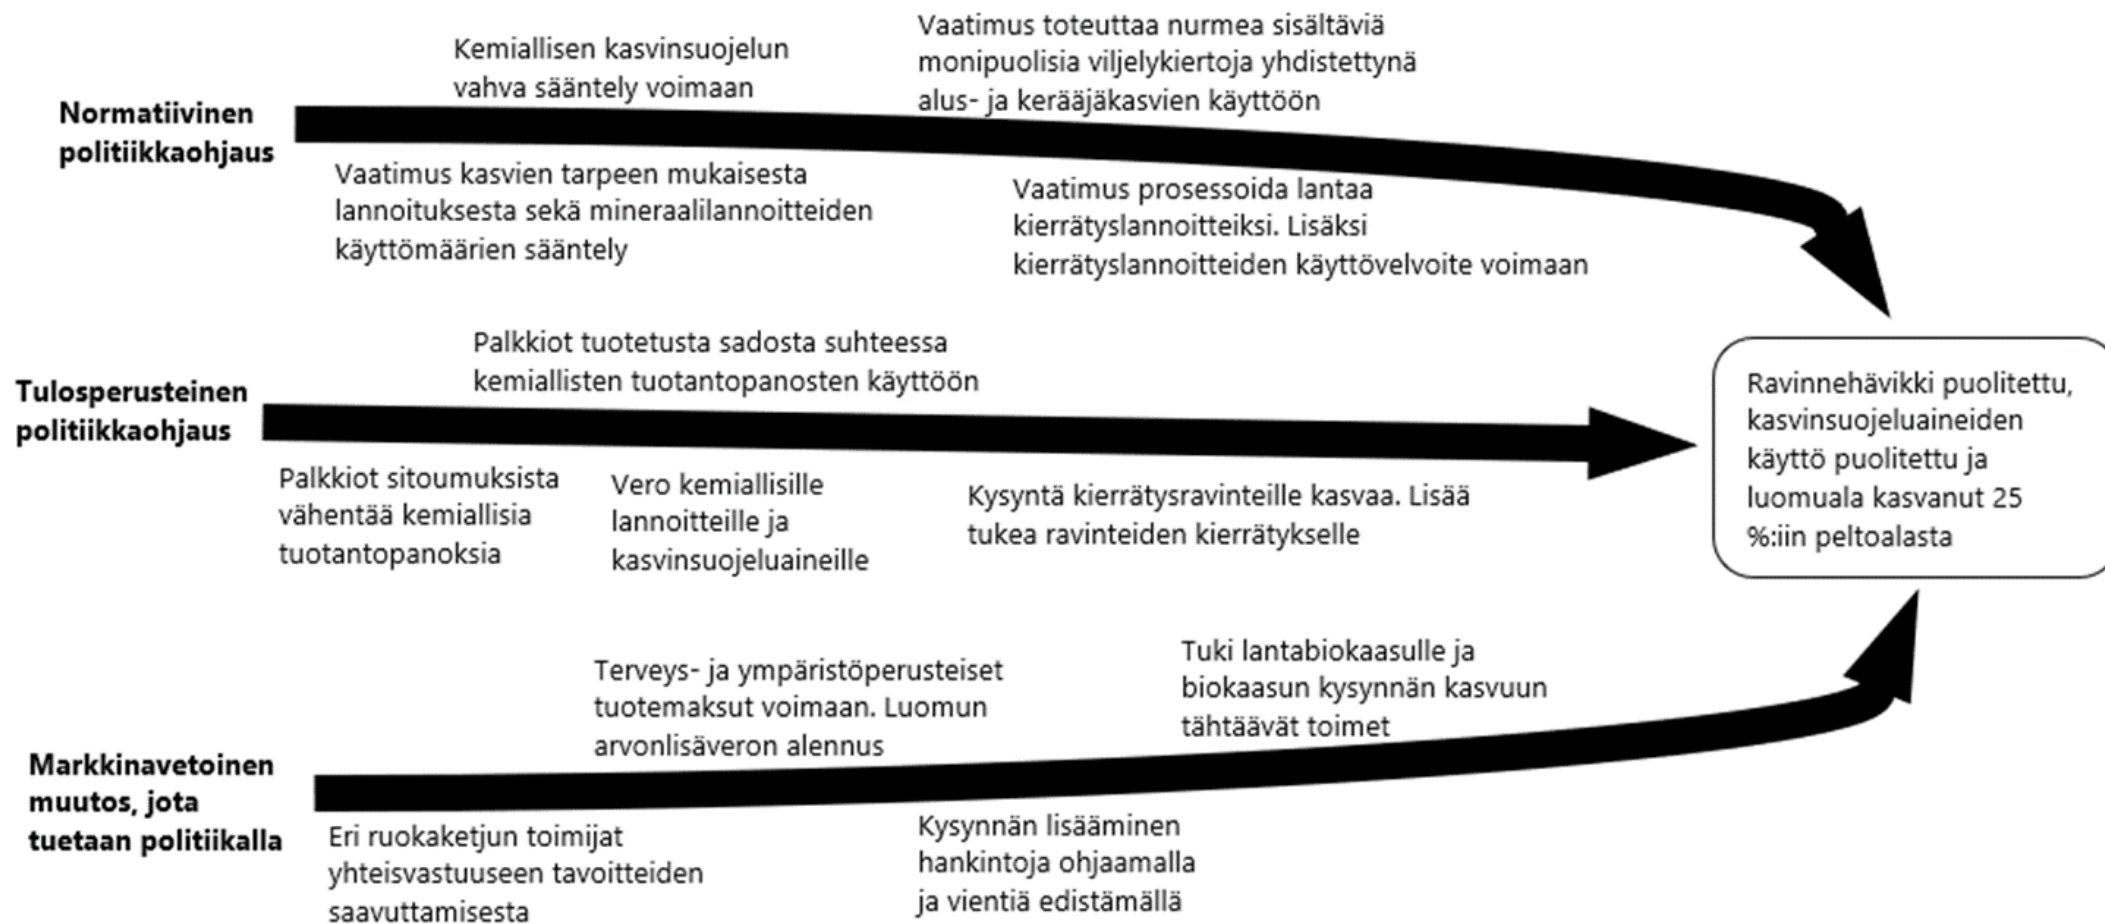 Normatiivinen
politiikkaohjaus
Kemiallisen kasvinsuojelun
vahva sääntely voimaan
Vaatimus toteuttaa nurmea sisältäviä
monipuolisia viljelykiertoja yhdistettynä
alus- ja kerääjäkasvien käyttöön
Vaatimus kasvien tarpeen mukaisesta
lannoituksesta sekä mineraalilannoitteiden
käyttömäärien sääntely
Vaatimus prosessoida lantaa
kierrätyslannoitteiksi. Lisäksi
kierrätyslannoitteiden käyttövelvoite voimaan
Tulosperusteinen
politiikkaohjaus
Palkkiot tuotetusta sadosta suhteessa
kemiallisten tuotantopanosten käyttöön
Palkkiot sitoumuksista
vähentää kemiallisia
tuotantopanoksia
Vero kemiallisille
lannoitteille ja
kasvinsuojeluaineille
Kysyntä kierrätysravinteille kasvaa. Lisää
tukea ravinteiden kierrätykselle
Ravinnehävikki puolitettu,
kasvinsuojeluaineiden
käyttö puolitettu ja
luomuala kasvanut 25
%:iin peltoalasta
Markkinavetoinen
muutos, jota
tuetaan politiikalla
Terveys- ja ympäristöperusteiset
tuotemaksut voimaan. Luomun
arvonlisäveron alennus
Tuki lantabiokaasulle ja
biokaasun kysynnän kasvuun
tähtäävät toimet
Eri ruokaketjun toimijat
yhteisvastuuseen tavoitteiden
saavuttamisesta
Kysynnän lisääminen
hankintoja ohjaamalla
ja vientiä edistämällä